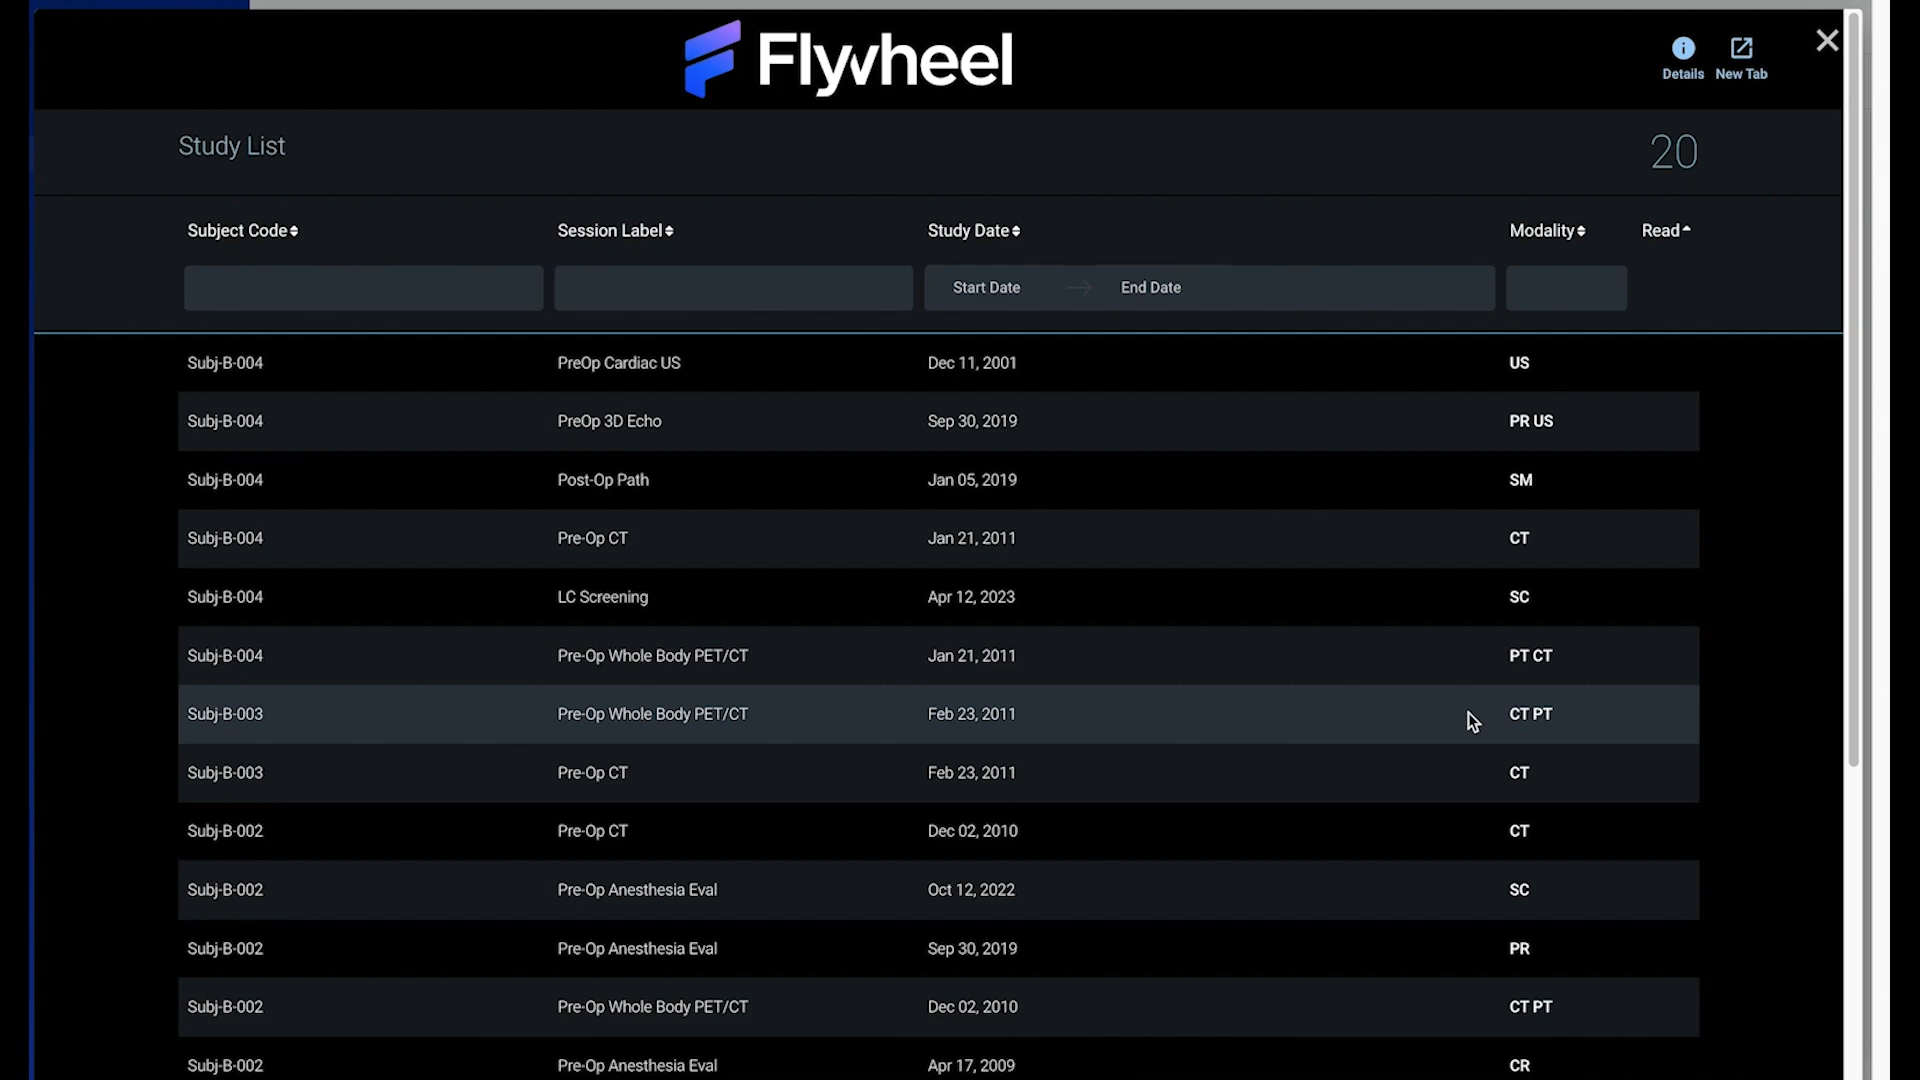 Flywheel
Details New Tab
Study List 20
Subject Code Session Label Study Date Modality Read
Start Date End Date
Subj-B-004 PreOp Cardiac US Dec 11, 2001 US
Subj-B-004 PreOp 3D Echo Sep 30, 2019 PR US
Subj-B-004 Post-Op Path Jan 05, 2019 SM
Subj-B-004 Pre-Op CT Jan 21, 2011 CT
Subj-B-004 LC Screening Apr 12, 2023 SC
Subj-B-004 Pre-Op Whole Body PET/CT Jan 21, 2011 PT CT
Subj-B-003 Pre-Op Whole Body PET/CT Feb 23, 2011 CT PT
Subj-B-003 Pre-Op CT Feb 23, 2011 CT
Subj-B-002 Pre-Op CT Dec 02, 2010 CT
Subj-B-002 Pre-Op Anesthesia Eval Oct 12, 2022 SC
Subj-B-002 Pre-Op Anesthesia Eval Sep 30, 2019 PR
Subj-B-002 Pre-Op Whole Body PET/CT Dec 02, 2010 CT PT
Subj-B-002 Pre-Op Anesthesia Eval Apr 17, 2009 CR